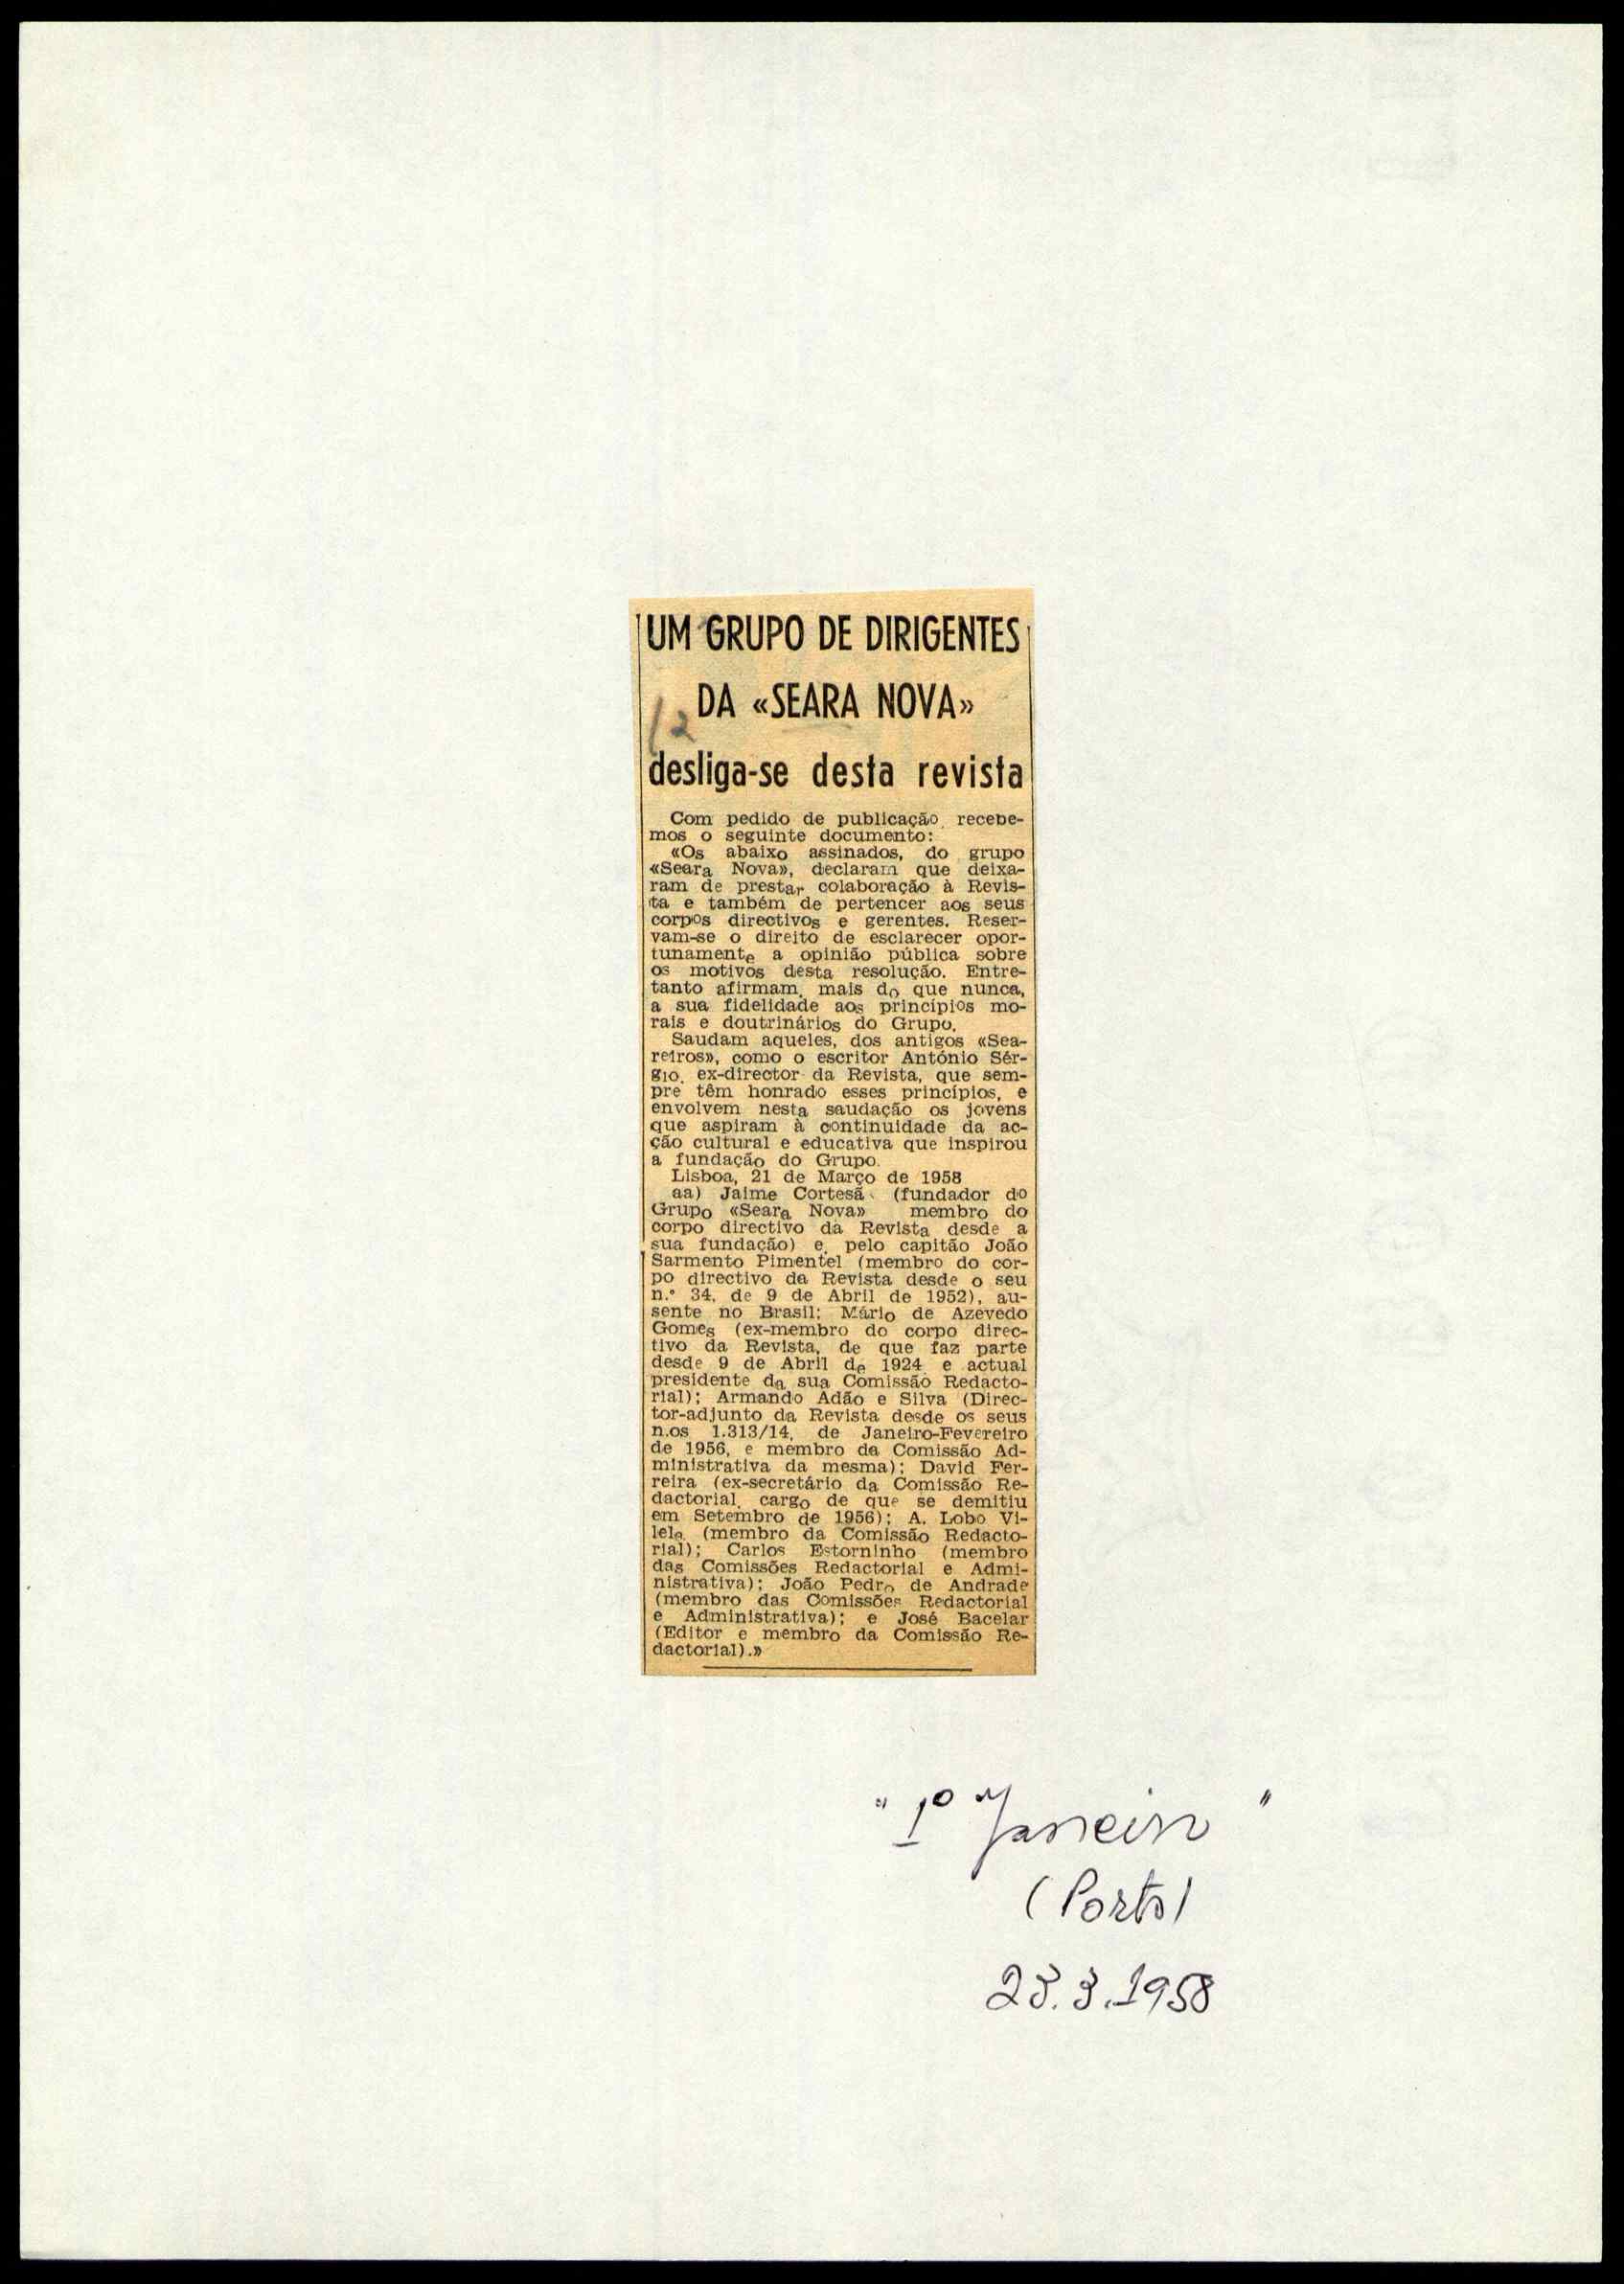 UM GRUPO DE DIRIGENTES
DA «SEARA NOVA»
12
desliga-se desta revista
Com pedido de publicação, recebe-
mos o seguinte documento:
«Os abaixo assinados, do grupo
«Seara Nova», declaram que deixa-
ram de prestar colaboração à Revis-
ta e também de pertencer aos seus
corpos directivos e gerentes. Reser-
vam-se o direito de esclarecer opor-
tunamente a opinião pública sobre
os motivos desta resolução. Entre-
tanto afirmam, mais do que nunca,
a sua fidelidade aos princípios mo-
rais e doutrinários do Grupo.
Saudam aqueles, dos antigos «Sea-
reiros», como o escritor António Sér-
gio, ex-director da Revista, que sem-
pre têm honrado esses princípios, e
envolvem nesta saudação os jovens
que aspiram à continuidade da ac-
ção cultural e educativa que inspirou
a fundação do Grupo.
Lisboa, 21 de Março de 1958
aa) Jaime Cortesã (fundador do
Grupo «Seara Nova» membro do
corpo directivo da Revista desde a
sua fundação) e, pelo capitão João
Sarmento Pimentel (membro do cor-
po directivo da Revista desde o seu
n.º 34, de 9 de Abril de 1952), au-
sente no Brasil; Mário de Azevedo
Gomes (ex-membro do corpo direc-
tivo da Revista, de que faz parte
desde 9 de Abril de 1924 e actual
presidente da sua Comissão Redacto-
rial); Armando Adão e Silva (Direc-
tor-adjunto da Revista desde os seus
n.os 1.313/14, de Janeiro-Fevereiro
de 1956, e membro da Comissão Ad-
ministrativa da mesma); David Fer-
reira (ex-secretário da Comissão Re-
dactorial, cargo de que se demitiu
em Setembro de 1956); A. Lobo Vi-
lela (membro da Comissão Redacto-
rial); Carlos Estorninho (membro
das Comissões Redactorial e Admi-
nistrativa); João Pedro de Andrade
(membro das Comissões Redactorial
e Administrativa); e José Bacelar
(Editor e membro da Comissão Re-
dactorial).»
"1º Janeiro"
(Porto)
23.3.1958